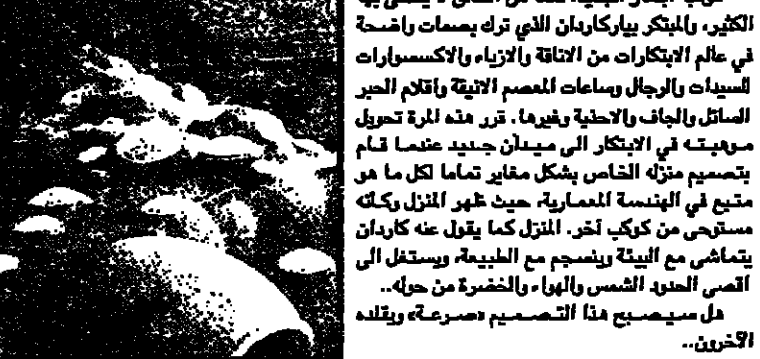 الكثير، والمبتكر بياركاردان الذي ترك بصمات واضحة
في عالم الابتكارات من الاناقة والازياء والاكسسوارات
للسيدات والرجال وساعات المعصم الانيقة وأقلام الحبر
السائل والجاف والاحذية وغيرها. قرر هذه المرة تحويل
موهبته في الابتكار الى ميدان جديد عندما قام
بتصميم منزله الخاص بشكل مغاير تماما لكل ما هو
متبع في الهندسة المعمارية، حيث ظهر المنزل وكأنه
مستوحى من كوكب آخر. المنزل كما يقول عنه كاردان
يتماشى مع البيئة وينسجم مع الطبيعة، ويستغل الى
أقصى الحدود الشمس والهواء والخضرة من حوله..
هل سيصبح هذا التصميم «صرعة» ويقلده
الآخرون..